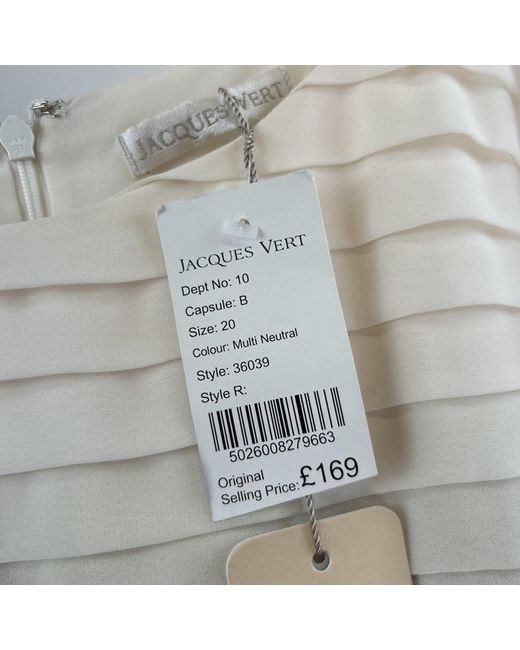 JACQUES VERT
JACQUES VERT
Dept No: 10
Capsule: B
Size: 20
Colour: Multi Neutral
Style: 36039
Style R:
5026008279663
Original
Selling Price: £169